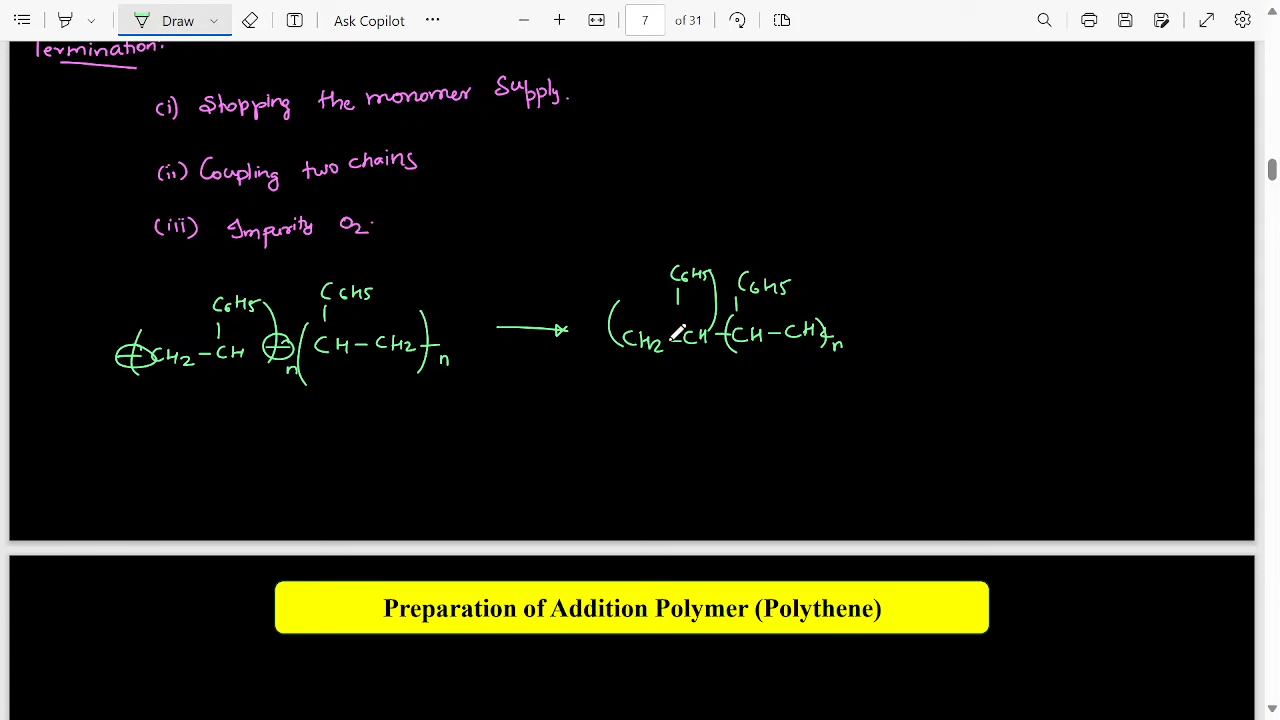 Draw
Ask Copilot
7 of 31
Termination:
(i) Stopping the monomer Supply.
(ii) Coupling two chains
(iii) Impurity O2.
C6H5 C6H5 C6H5 C6H5
(CH2-CH)n(CH-CH2)n → (CH2-CH)-(CH-CH)n
Preparation of Addition Polymer (Polythene)